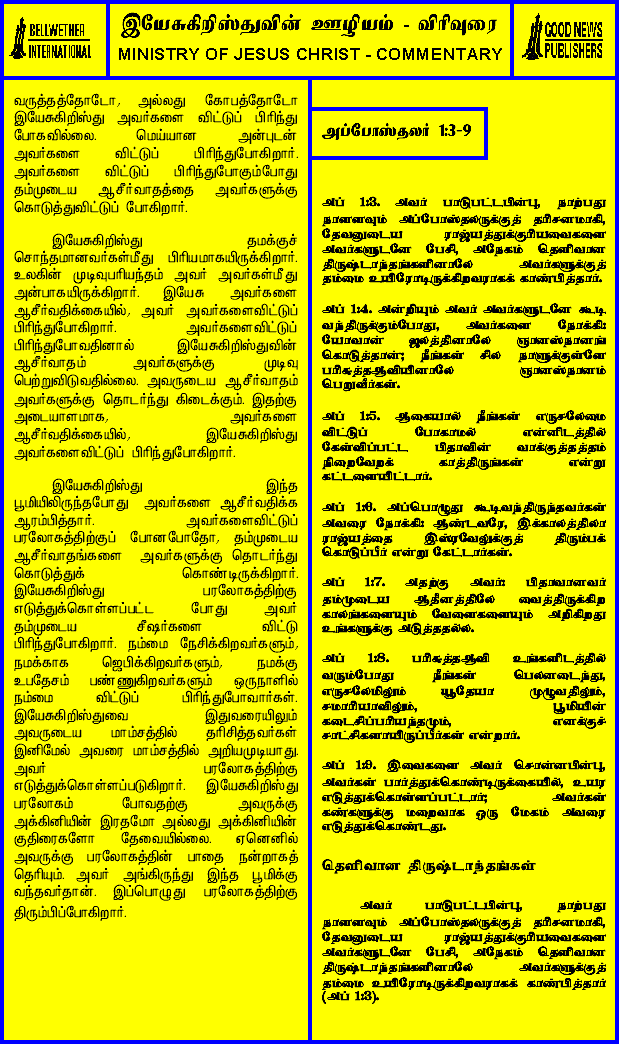 BELLWETHER
INTERNATIONAL
இயேசுகிறிஸ்துவின் ஊழியம் - விரிவுரை
MINISTRY OF JESUS CHRIST - COMMENTARY
GOOD NEWS
PUBLISHERS
வருத்தத்தோடோ, அல்லது கோபத்தோடோ
இயேசுகிறிஸ்து அவர்களை விட்டுப் பிரிந்து
போகவில்லை. மெய்யான அன்புடன்
அவர்களை விட்டுப் பிரிந்துபோகிறார்.
அவர்களை விட்டுப் பிரிந்துபோகும்போது
தம்முடைய ஆசீர்வாதத்தை அவர்களுக்கு
கொடுத்துவிட்டுப் போகிறார்.
இயேசுகிறிஸ்து தமக்குச்
சொந்தமானவர்கள்மீது பிரியமாகயிருக்கிறார்.
உலகின் முடிவுபரியந்தம் அவர் அவர்கள்மீது
அன்பாகயிருக்கிறார். இயேசு அவர்களை
ஆசீர்வதிக்கையில், அவர் அவர்களைவிட்டுப்
பிரிந்துபோகிறார். அவர்களைவிட்டுப்
பிரிந்துபோவதினால் இயேசுகிறிஸ்துவின்
ஆசீர்வாதம் அவர்களுக்கு முடிவு
பெற்றுவிடுவதில்லை. அவருடைய ஆசீர்வாதம்
அவர்களுக்கு தொடர்ந்து கிடைக்கும். இதற்கு
அடையாளமாக, அவர்களை
ஆசீர்வதிக்கையில், இயேசுகிறிஸ்து
அவர்களைவிட்டுப் பிரிந்துபோகிறார்.
இயேசுகிறிஸ்து இந்த
பூமியிலிருந்தபோது அவர்களை ஆசீர்வதிக்க
ஆரம்பித்தார். அவர்களைவிட்டுப்
பரலோகத்திற்குப் போனபோதோ, தம்முடைய
ஆசீர்வாதங்களை அவர்களுக்கு தொடர்ந்து
கொடுத்துக் கொண்டிருக்கிறார்.
இயேசுகிறிஸ்து பரலோகத்திற்கு
எடுத்துக்கொள்ளப்பட்ட போது அவர்
தம்முடைய சீஷர்களை விட்டு
பிரிந்துபோகிறார். நம்மை நேசிக்கிறவர்களும்,
நமக்காக ஜெபிக்கிறவர்களும், நமக்கு
உபதேசம் பண்ணுகிறவர்களும் ஒருநாளில்
நம்மை விட்டுப் பிரிந்துபோவார்கள்.
இயேசுகிறிஸ்துவை இதுவரையிலும்
அவருடைய மாம்சத்தில் தரிசித்தவர்கள்
இனிமேல் அவரை மாம்சத்தில் அறியமுடியாது.
அவர் பரலோகத்திற்கு
எடுத்துக்கொள்ளப்படுகிறார். இயேசுகிறிஸ்து
பரலோகம் போவதற்கு அவருக்கு
அக்கினியின் இரதமோ அல்லது அக்கினியின்
குதிரைகளோ தேவையில்லை. ஏனெனில்
அவருக்கு பரலோகத்தின் பாதை நன்றாகத்
தெரியும். அவர் அங்கிருந்து இந்த பூமிக்கு
வந்தவர்தான். இப்பொழுது பரலோகத்திற்கு
திரும்பிப்போகிறார்.
அப்போஸ்தலர் 1:3-9
அப் 1:3. அவர் பாடுபட்டபின்பு, நாற்பது
நாளளவும் அப்போஸ்தலருக்குத் தரிசனமாகி,
தேவனுடைய ராஜ்யத்துக்குரியவைகளை
அவர்களுடனே பேசி, அநேகம் தெளிவான
திருஷ்டாந்தங்களினாலே அவர்களுக்குத்
தம்மை உயிரோடிருக்கிறவராகக் காண்பித்தார்.
அப் 1:4. அன்றியும் அவர் அவர்களுடனே கூடி
வந்திருக்கும்போது, அவர்களை நோக்கி:
யோவான் ஜலத்தினாலே ஞானஸ்நானங்
கொடுத்தான்; நீங்கள் சில நாளுக்குள்ளே
பரிசுத்தஆவியினாலே ஞானஸ்நானம்
பெறுவீர்கள்.
அப் 1:5. ஆகையால் நீங்கள் எருசலேமை
விட்டுப் போகாமல் என்னிடத்தில்
கேள்விப்பட்ட பிதாவின் வாக்குத்தத்தம்
நிறைவேறக் காத்திருங்கள் என்று
கட்டளையிட்டார்.
அப் 1:6. அப்பொழுது கூடிவந்திருந்தவர்கள்
அவரை நோக்கி: ஆண்டவரே, இக்காலத்திலா
ராஜ்யத்தை இஸ்ரவேலுக்குத் திரும்பக்
கொடுப்பீர் என்று கேட்டார்கள்.
அப் 1:7. அதற்கு அவர்: பிதாவானவர்
தம்முடைய ஆதீனத்திலே வைத்திருக்கிற
காலங்களையும் வேளைகளையும் அறிகிறது
உங்களுக்கு அடுத்ததல்ல.
அப் 1:8. பரிசுத்தஆவி உங்களிடத்தில்
வரும்போது நீங்கள் பெலனடைந்து,
எருசலேமிலும் யூதேயா முழுவதிலும்,
சமாரியாவிலும், பூமியின்
கடைசிப்பரியந்தமும், எனக்குச்
சாட்சிகளாயிருப்பீர்கள் என்றார்.
அப் 1:9. இவைகளை அவர் சொன்னபின்பு,
அவர்கள் பார்த்துக்கொண்டிருக்கையில், உயர
எடுத்துக்கொள்ளப்பட்டார்; அவர்கள்
கண்களுக்கு மறைவாக ஒரு மேகம் அவரை
எடுத்துக்கொண்டது.
தெளிவான திருஷ்டாந்தங்கள்
அவர் பாடுபட்டபின்பு, நாற்பது
நாளளவும் அப்போஸ்தலருக்குத் தரிசனமாகி,
தேவனுடைய ராஜ்யத்துக்குரியவைகளை
அவர்களுடனே பேசி, அநேகம் தெளிவான
திருஷ்டாந்தங்களினாலே அவர்களுக்குத்
தம்மை உயிரோடிருக்கிறவராகக் காண்பித்தார்
(அப் 1:3).